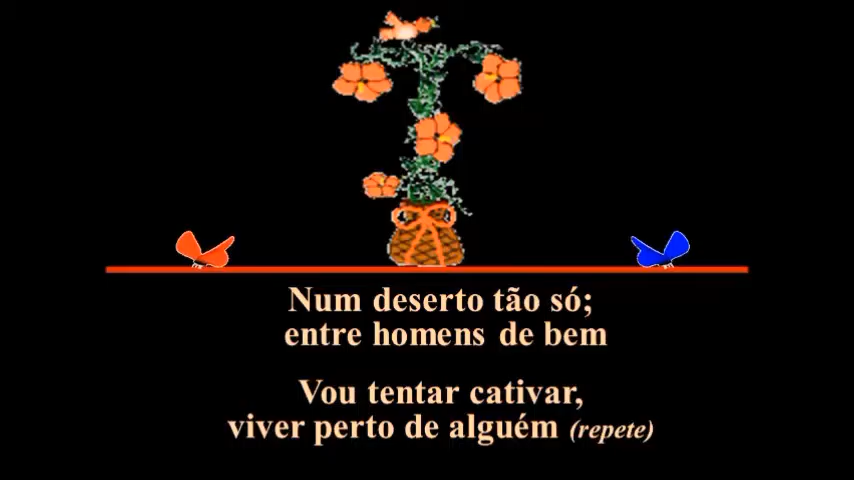 Num deserto tão só;
entre homens de bem
Vou tentar cativar,
viver perto de alguém (repete)